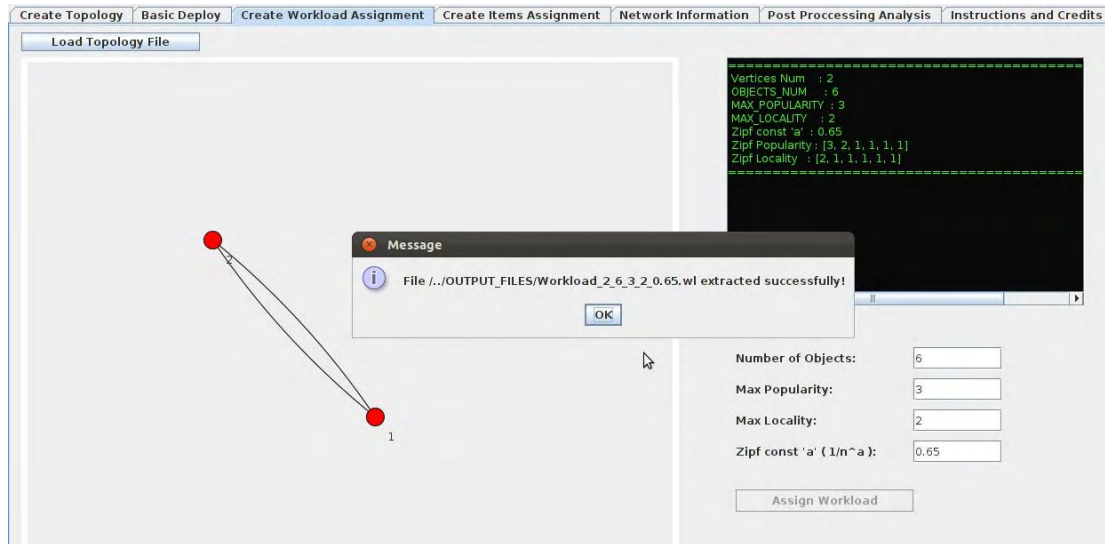 Create Topology Basic Deploy Create Workload Assignment Create Items Assignment Network Information Post Proccessing Analysis Instructions and Credits
Load Topology File
==========================================
Vertices Num : 2
OBJECTS_NUM : 6
MAX_POPULARITY : 3
MAX_LOCALITY : 2
Zipf const 'a' : 0.65
Zipf Popularity : [3, 2, 1, 1, 1, 1]
Zipf Locality : [2, 1, 1, 1, 1, 1]
==========================================
2
1
Message
File /../OUTPUT_FILES/Workload_2_6_3_2_0.65.wl extracted successfully!
OK
Number of Objects: 6
Max Popularity: 3
Max Locality: 2
Zipf const 'a' ( 1/n^a ): 0.65
Assign Workload